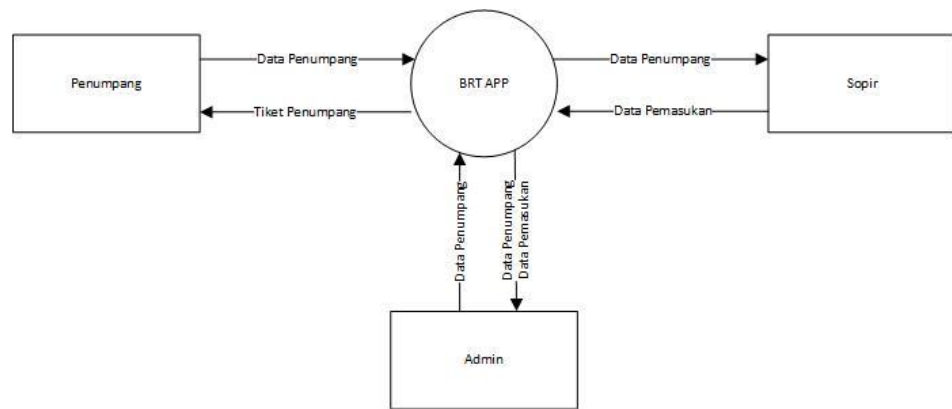 Penumpang
Data Penumpang
Tiket Penumpang
BRT APP
Data Penumpang
Data Pemasukan
Sopir
Data Penumpang
Data Penumpang
Data Pemasukan
Admin